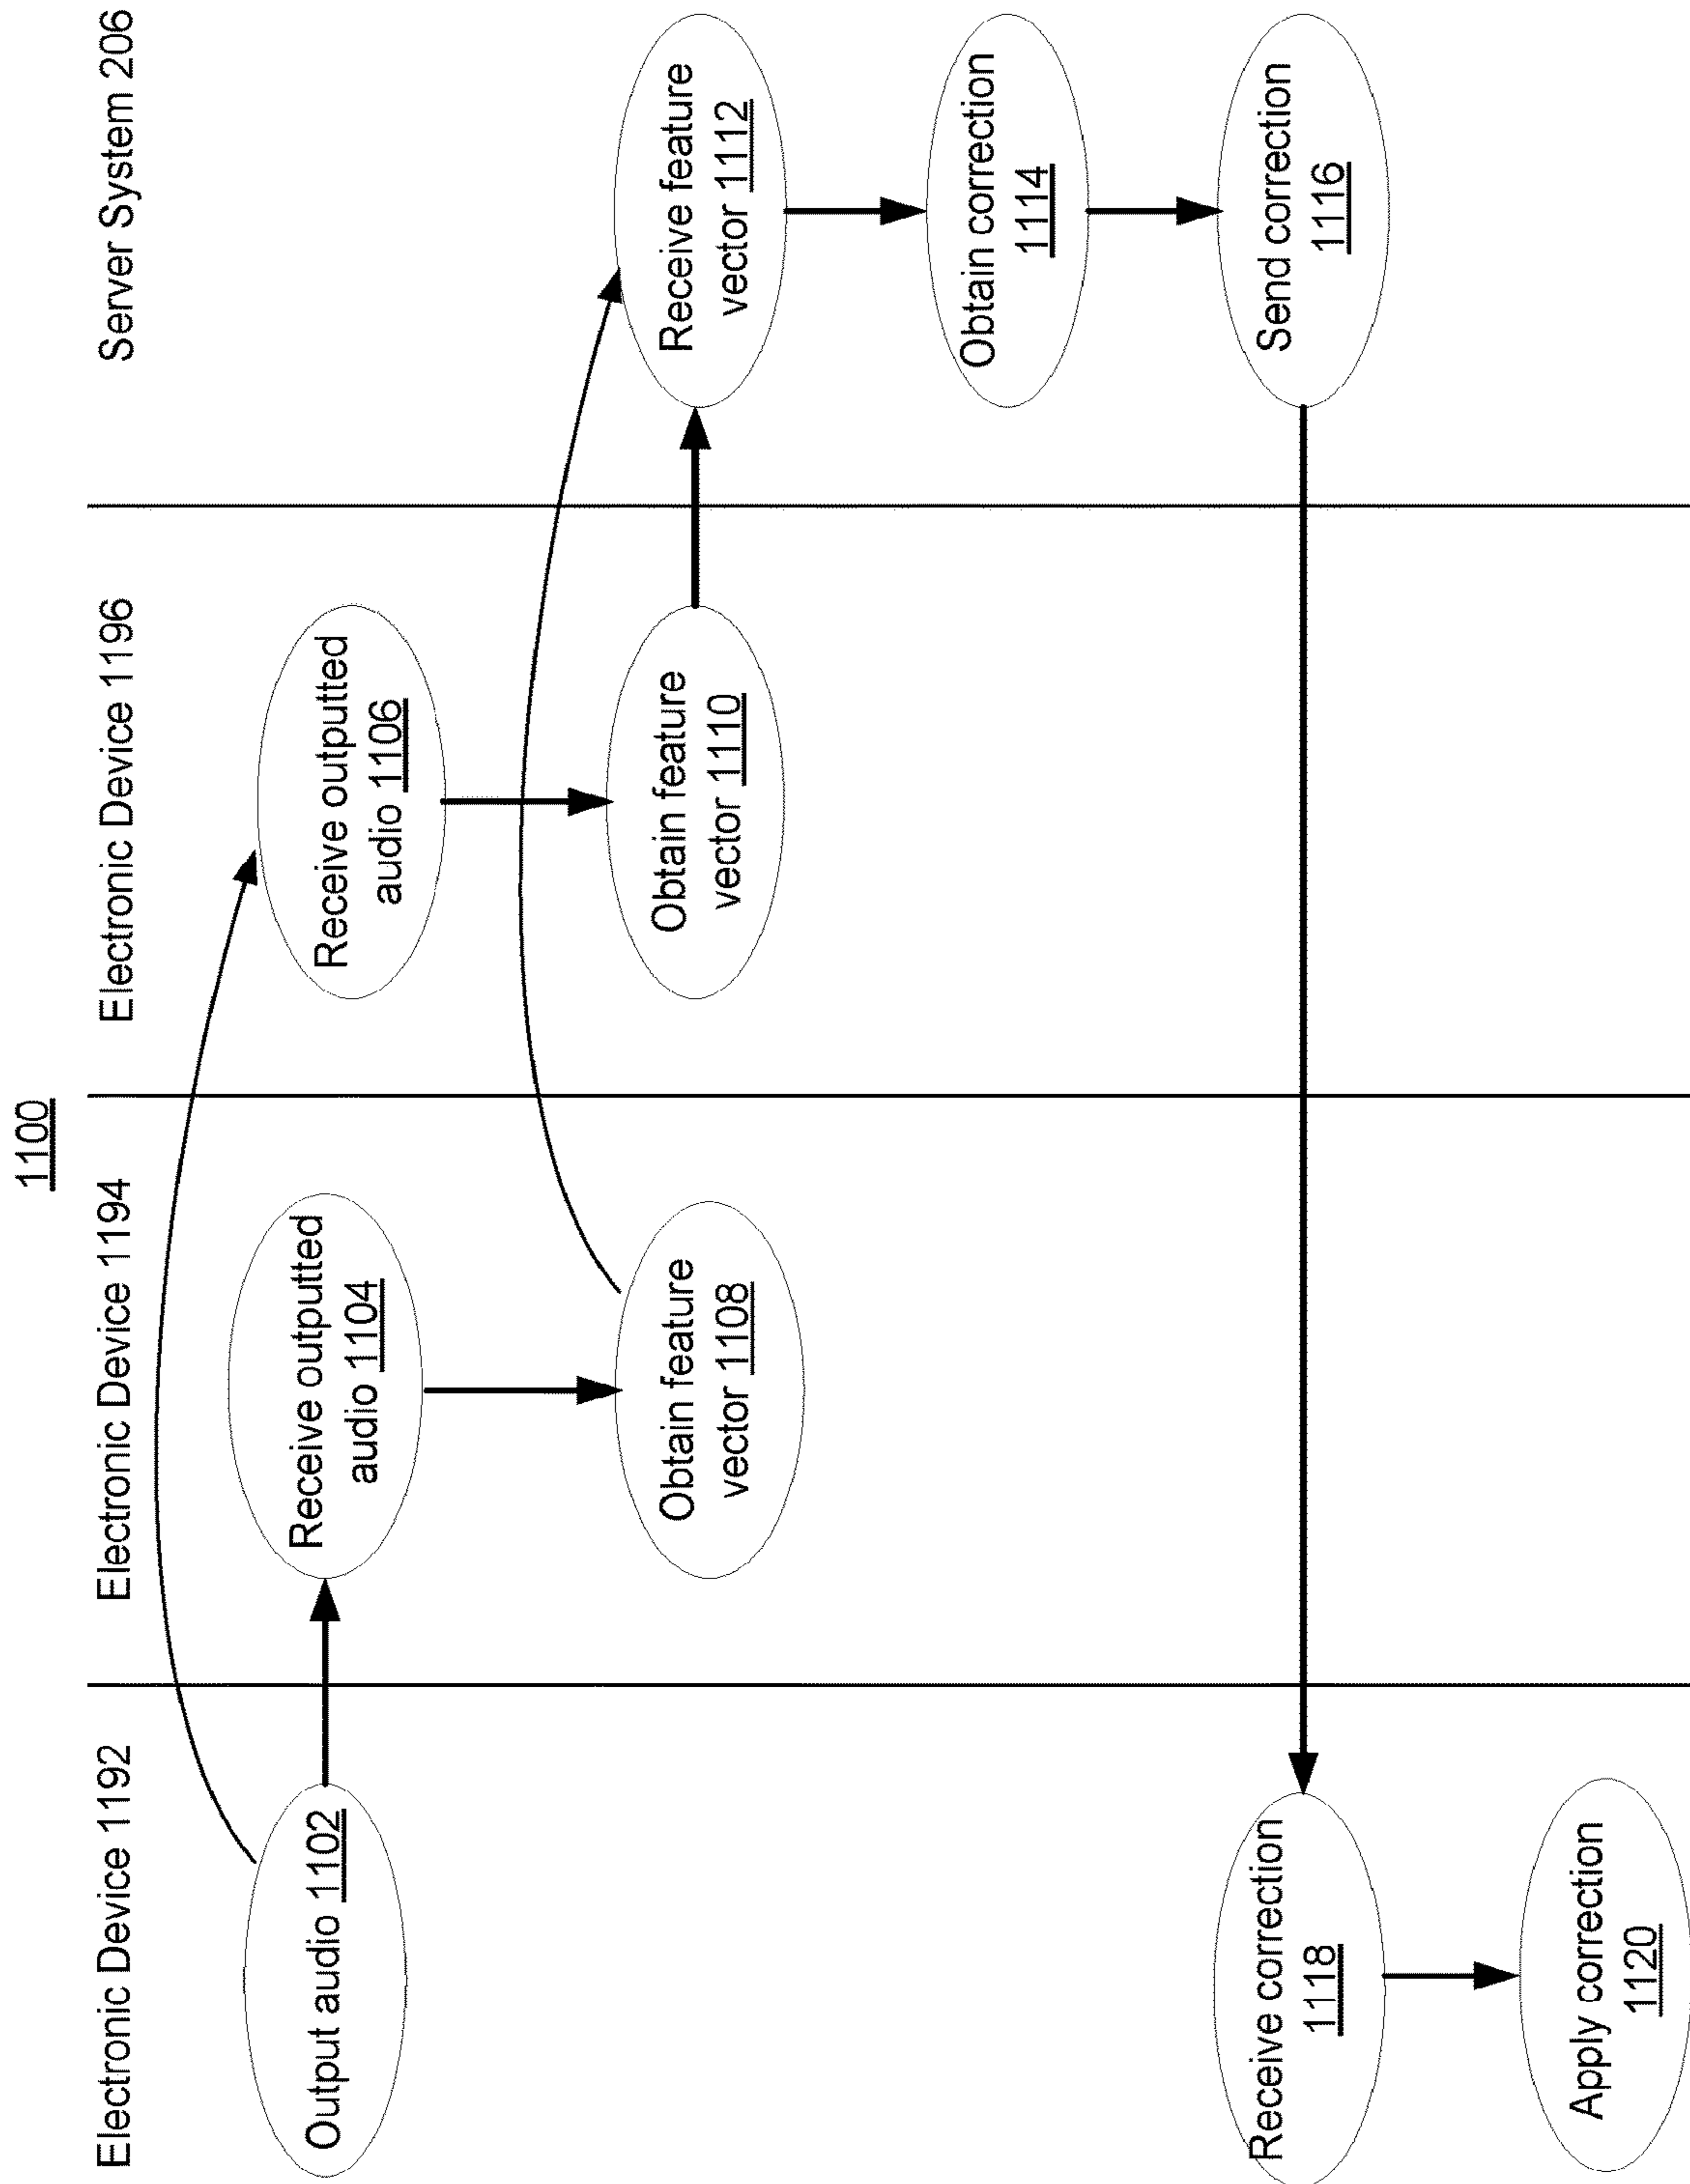 1100
Electronic Device 1192
Electronic Device 1194
Electronic Device 1196
Server System 206
Output audio 1102
Receive outputted
audio 1104
Receive outputted
audio 1106
Obtain feature
vector 1108
Obtain feature
vector 1110
Receive feature
vector 1112
Obtain correction
1114
Send correction
1116
Receive correction
1118
Apply correction
1120